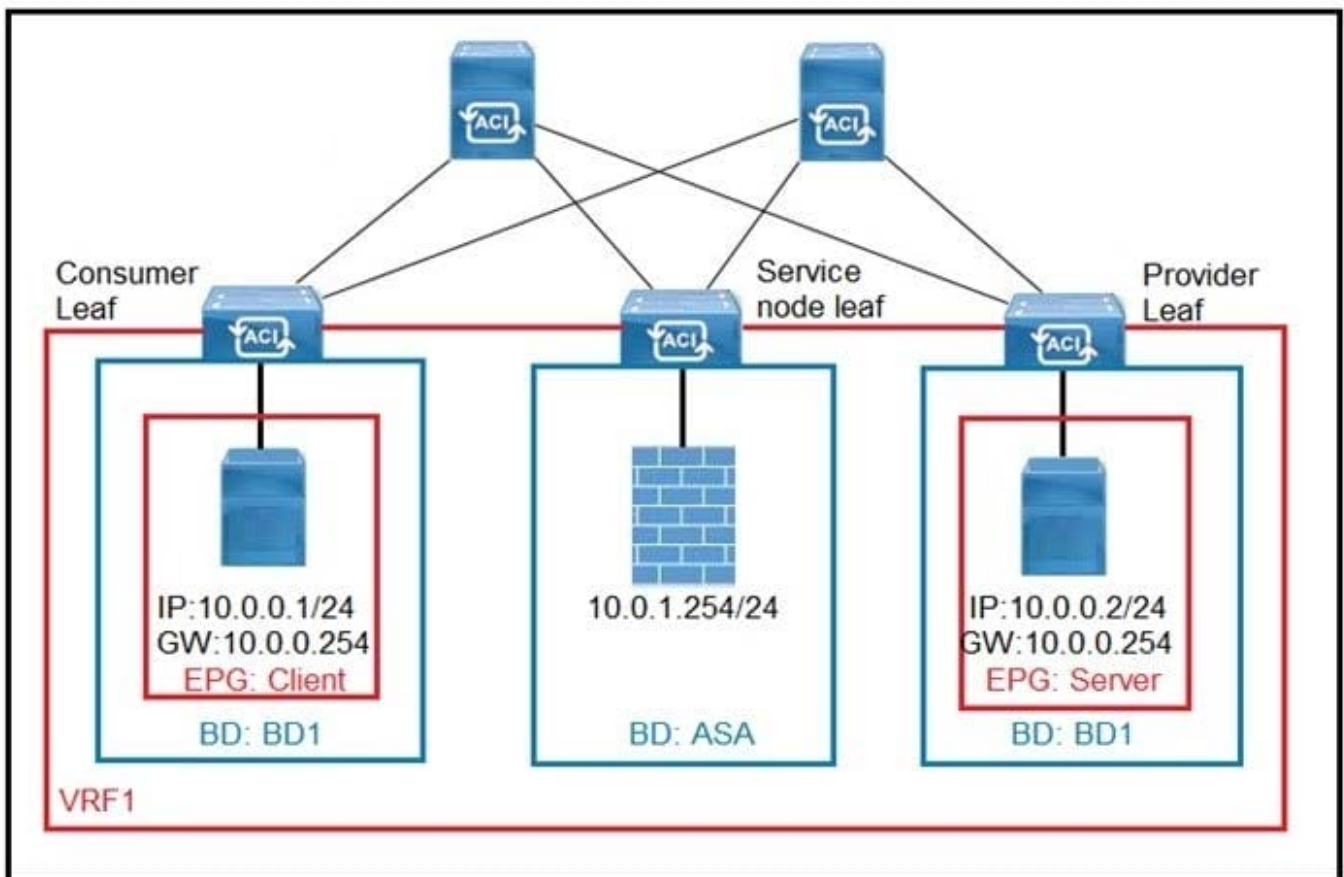 ACI
ACI
Consumer
Leaf
Service
node leaf
Provider
Leaf
ACI
ACI
ACI
IP:10.0.0.1/24
GW:10.0.0.254
EPG: Client
BD: BD1
10.0.1.254/24
BD: ASA
IP:10.0.0.2/24
GW:10.0.0.254
EPG: Server
BD: BD1
VRF1